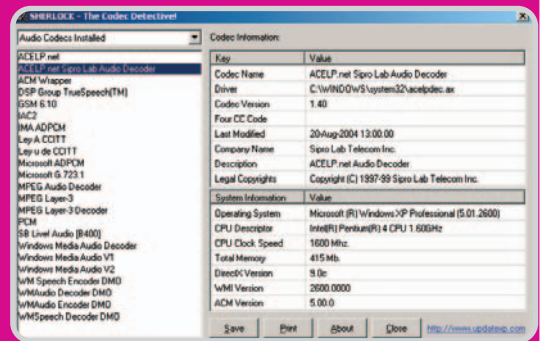 SHERLOCK - The Codec Detective!
Audio Codecs Installed
ACELP.net
ACELP.net Sipro Lab Audio Decoder
ACM Wrapper
DSP Group TrueSpeech(TM)
GSM 6.10
IAC2
IMA ADPCM
Ley A CCITT
Ley u de CCITT
Microsoft ADPCM
Microsoft G.723.1
MPEG Audio Decoder
MPEG Layer-3
MPEG Layer-3 Decoder
PCM
SB Live! Audio [B400]
Windows Media Audio Decoder
Windows Media Audio V1
Windows Media Audio V2
WM Speech Encoder DMO
WMAudio Decoder DMO
WMAudio Encoder DMO
WMSpeech Decoder DMO
Codec Information:
Key Value
Codec Name ACELP.net Sipro Lab Audio Decoder
Driver C:\WINDOWS\system32\acelpdec.ax
Codec Version 1.40
Four CC Code
Last Modified 20-Aug-2004 13:00:00
Company Name Sipro Lab Telecom Inc.
Description ACELP.net Audio Decoder
Legal Copyrights Copyright (C) 1997-99 Sipro Lab Telecom Inc.
System Information Value
Operating System Microsoft (R) Windows XP Professional (5.01.2600)
CPU Descriptor Intel(R) Pentium(R) 4 CPU 1.60GHz
CPU Clock Speed 1600 Mhz.
Total Memory 415 Mb.
DirectX Version 9.0c
WMI Version 2600.0000
ACM Version 5.00.0
Save Print About Close http://www.updatexp.com